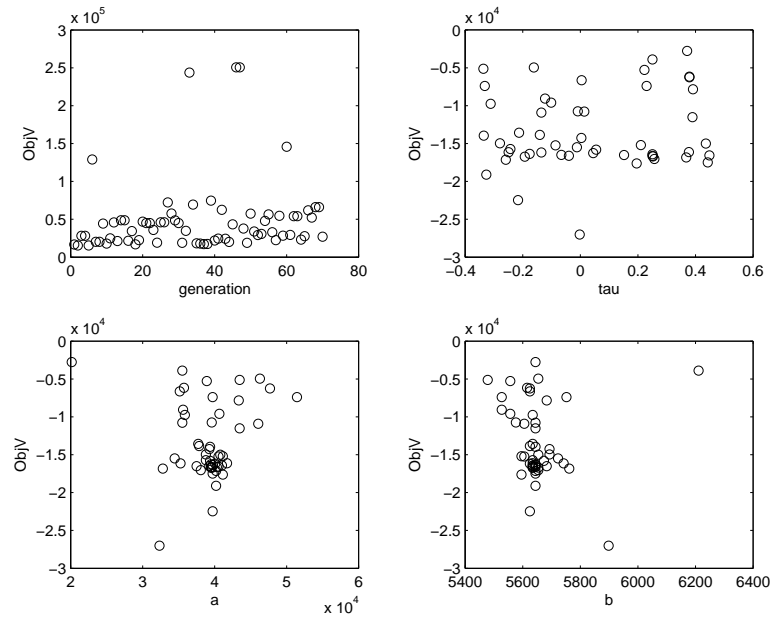 x 10^5
3
2.5
2
1.5
1
0.5
0
0 20 40 60 80
generation
ObjV
x 10^4
0
−0.5
−1
−1.5
−2
−2.5
−3
−0.4 −0.2 0 0.2 0.4 0.6
tau
ObjV
x 10^4
0
−0.5
−1
−1.5
−2
−2.5
−3
2 3 4 5 6
x 10^4
a
ObjV
x 10^4
0
−0.5
−1
−1.5
−2
−2.5
−3
5400 5600 5800 6000 6200 6400
b
ObjV